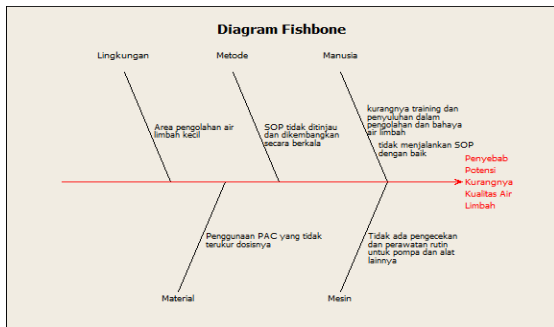 Diagram Fishbone
Lingkungan
Metode
Manusia
Area pengolahan air
limbah kecil
SOP tidak ditinjau
dan dikembangkan
secara berkala
kurangnya training dan
penyuluhan dalam
pengolahan dan bahaya
air limbah
tidak menjalankan SOP
dengan baik
Penyebab
Potensi
Kurangnya
Kualitas Air
Limbah
Penggunaan PAC yang tidak
terukur dosisnya
Tidak ada pengecekan
dan perawatan rutin
untuk pompa dan alat
lainnya
Material
Mesin